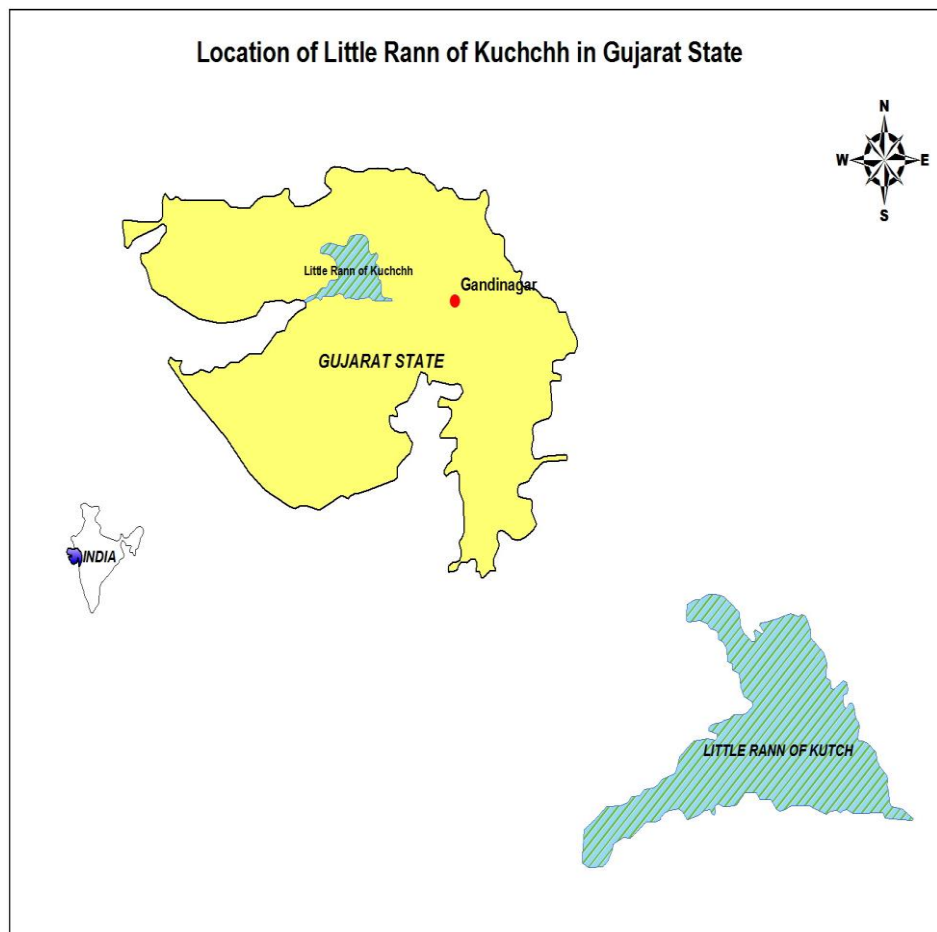 Location of Little Rann of Kuchchh in Gujarat State
N
W
E
S
Little Rann of Kuchchh
Gandinagar
GUJARAT STATE
INDIA
LITTLE RANN OF KUTCH